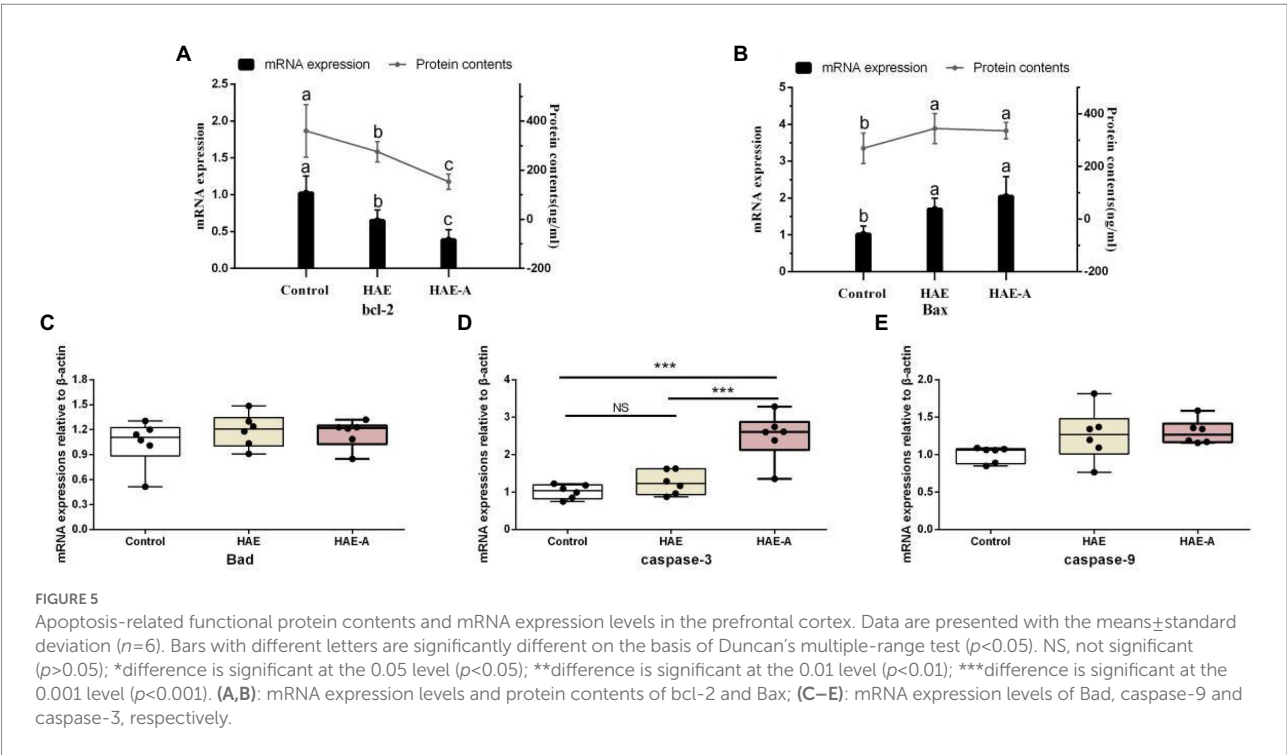 A
mRNA expression Protein contents
2.5
2.0
1.5
1.0
0.5
0.0
mRNA expression
a
b
c
a
b
c
400
200
0
-200
Protein contents(ng/ml)
Control HAE HAE-A
bcl-2
B
mRNA expression Protein contents
5
4
3
2
1
0
mRNA expression
b
a
a
b
a
a
400
200
0
-200
Protein contents(ng/ml)
Control HAE HAE-A
Bax
C
mRNA expressions relative to β-actin
1.8
1.5
1.2
0.9
0.6
0.3
0.0
Control HAE HAE-A
Bad
D
mRNA expressions relative to β-actin
4
3
2
1
0
***
***
NS
Control HAE HAE-A
caspase-3
E
mRNA expressions relative to β-actin
2.0
1.5
1.0
0.5
0.0
Control HAE HAE-A
caspase-9
FIGURE 5
Apoptosis-related functional protein contents and mRNA expression levels in the prefrontal cortex. Data are presented with the means±standard
deviation (n=6). Bars with different letters are significantly different on the basis of Duncan's multiple-range test (p<0.05). NS, not significant
(p>0.05); *difference is significant at the 0.05 level (p<0.05); **difference is significant at the 0.01 level (p<0.01); ***difference is significant at the
0.001 level (p<0.001). (A,B): mRNA expression levels and protein contents of bcl-2 and Bax; (C–E): mRNA expression levels of Bad, caspase-9 and
caspase-3, respectively.